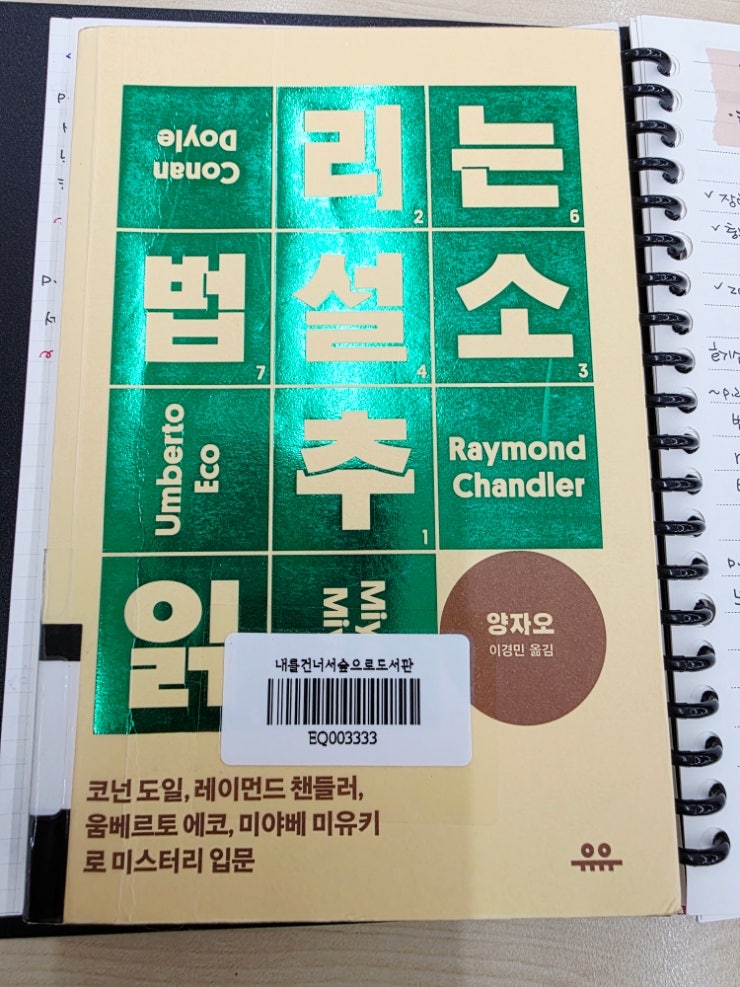 Conan
Doyle
리
2
는
6
법
7
설
4
소
3
Umberto
Eco
추
1
Raymond
Chandler
읽
양자오
이경민 옮김
내를건너서숲으로도서관
EQ003333
코넌 도일, 레이먼드 챈들러,
움베르토 에코, 미야베 미유키
로 미스터리 입문
유유